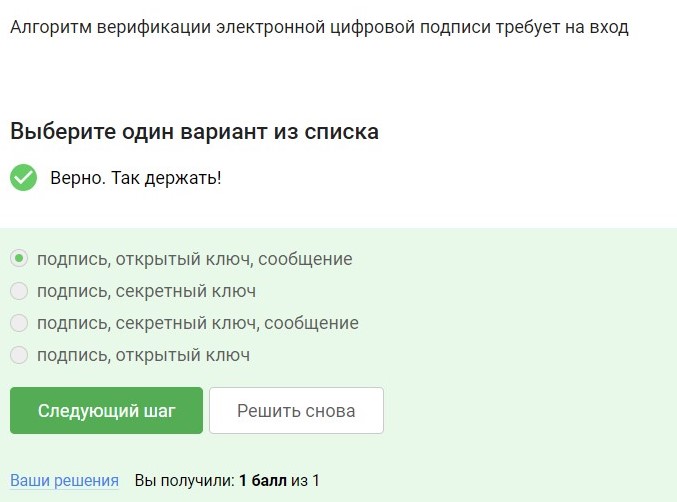 Алгоритм верификации электронной цифровой подписи требует на вход
Выберите один вариант из списка
Верно. Так держать!
подпись, открытый ключ, сообщение
подпись, секретный ключ
подпись, секретный ключ, сообщение
подпись, открытый ключ
Следующий шаг
Решить снова
Ваши решения Вы получили: 1 балл из 1